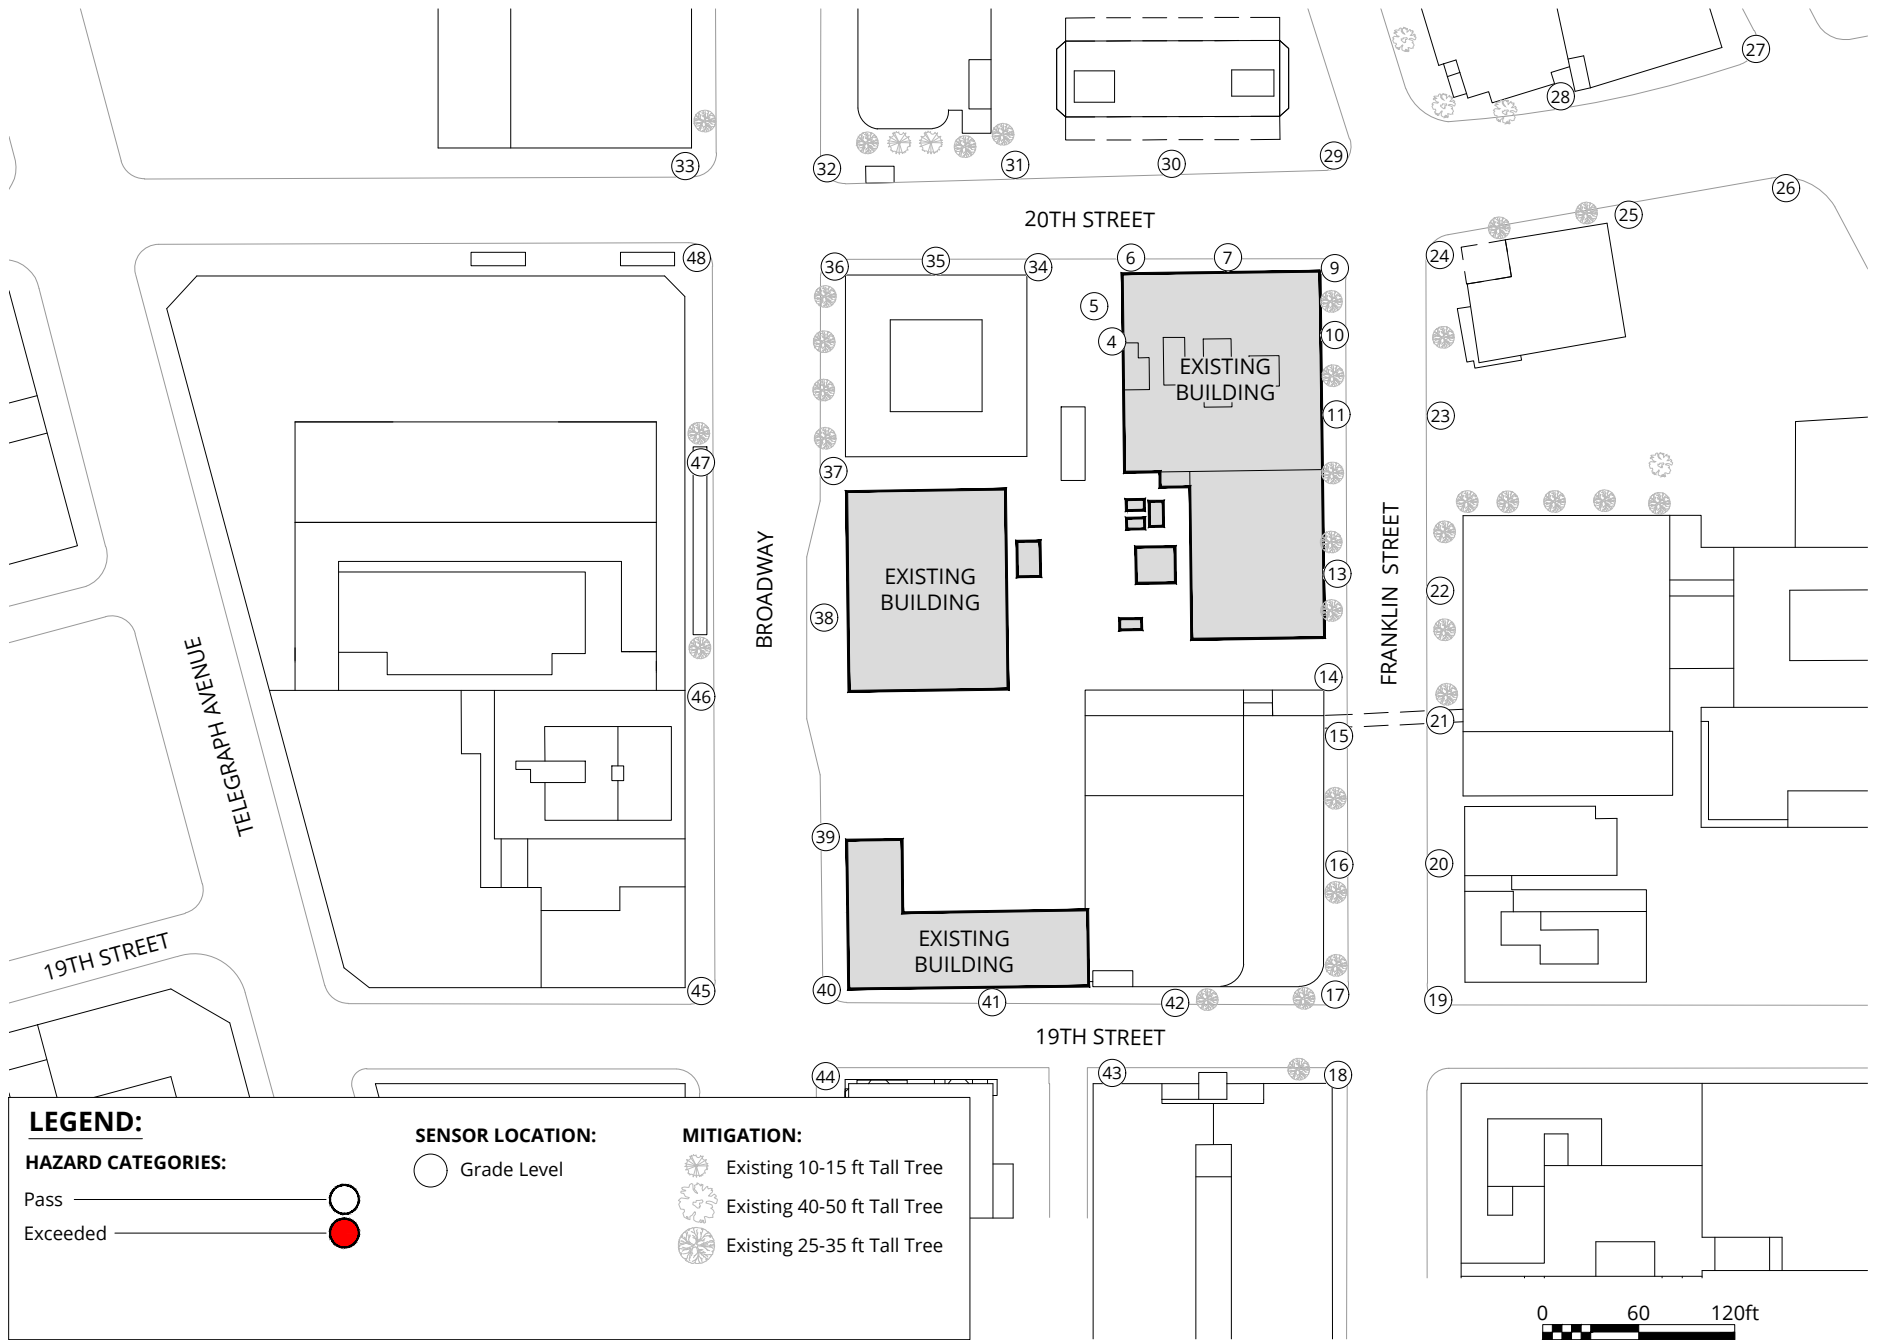 27
28
33
32
31
30
29
26
25
20TH STREET
48
36
35
34
6
7
9
24
5
4
10
EXISTING
BUILDING
11
23
47
37
BROADWAY
EXISTING
BUILDING
FRANKLIN STREET
13
22
38
TELEGRAPH AVENUE
46
14
21
15
39
16
20
19TH STREET
EXISTING
BUILDING
45
40
41
42
17
19
19TH STREET
44
43
18
LEGEND:
HAZARD CATEGORIES:
Pass
Exceeded
SENSOR LOCATION:
Grade Level
MITIGATION:
Existing 10-15 ft Tall Tree
Existing 40-50 ft Tall Tree
Existing 25-35 ft Tall Tree
0 60 120ft